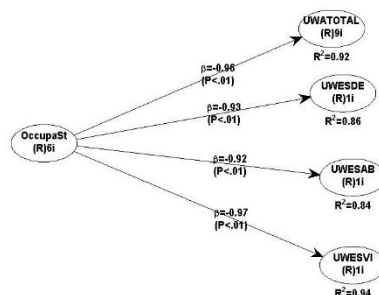 UWATOTAL
(R)9i
R²=0.92
β=-0.96
(P<.01)
UWESDE
(R)1i
R²=0.86
β=-0.93
(P<.01)
OccupaSt
(R)6i
β=-0.92
(P<.01)
UWESAB
(R)1i
R²=0.84
β=-0.97
(P<.01)
UWESVI
(R)1i
R²=0.94